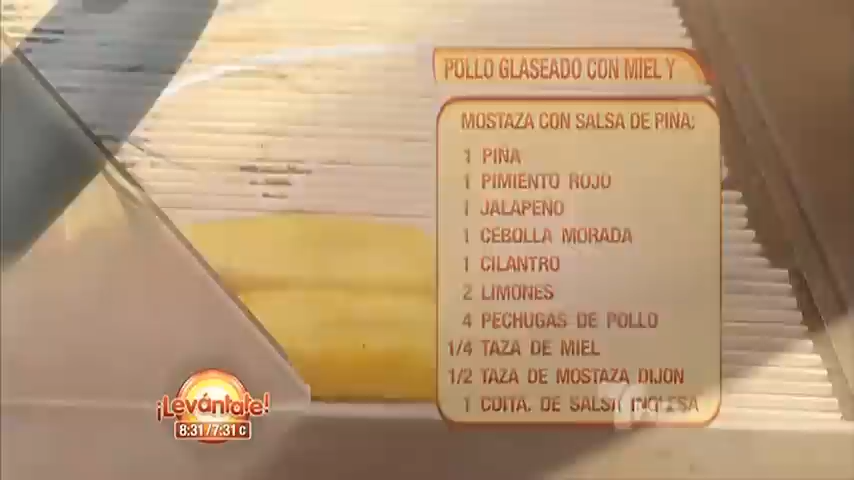 POLLO GLASEADO CON MIEL Y
MOSTAZA CON SALSA DE PIÑA:
1 PIÑA
1 PIMIENTO ROJO
1 JALAPEÑO
1 CEBOLLA MORADA
1 CILANTRO
2 LIMONES
4 PECHUGAS DE POLLO
1/4 TAZA DE MIEL
1/2 TAZA DE MOSTAZA DIJON
1 CDITA. DE SALSA INGLESA
¡Levántate!
8:31/7:31 c